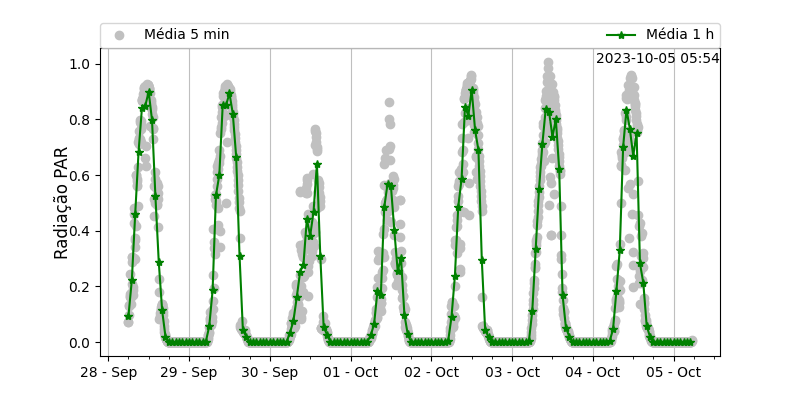 Média 5 min
Média 1 h
2023-10-05 05:54
Radiação PAR
1.0
0.8
0.6
0.4
0.2
0.0
28 - Sep
29 - Sep
30 - Sep
01 - Oct
02 - Oct
03 - Oct
04 - Oct
05 - Oct